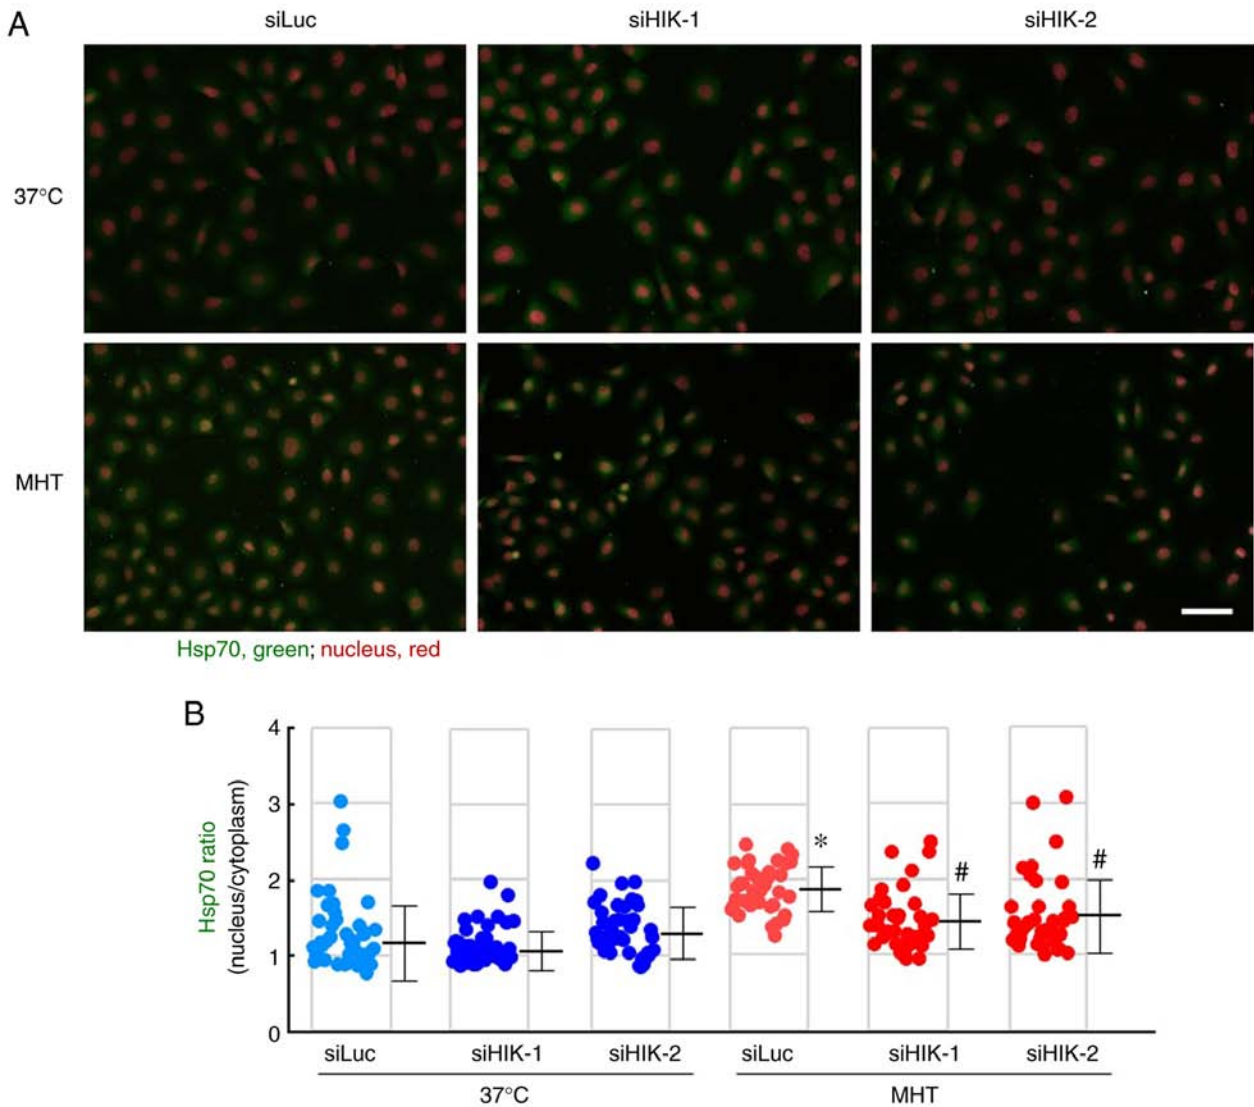 A
siLuc siHIK-1 siHIK-2
37°C
MHT
Hsp70, green; nucleus, red
B
Hsp70 ratio
(nucleus/cytoplasm)
4
3
2
1
0
*
#
#
siLuc siHIK-1 siHIK-2 siLuc siHIK-1 siHIK-2
37°C MHT